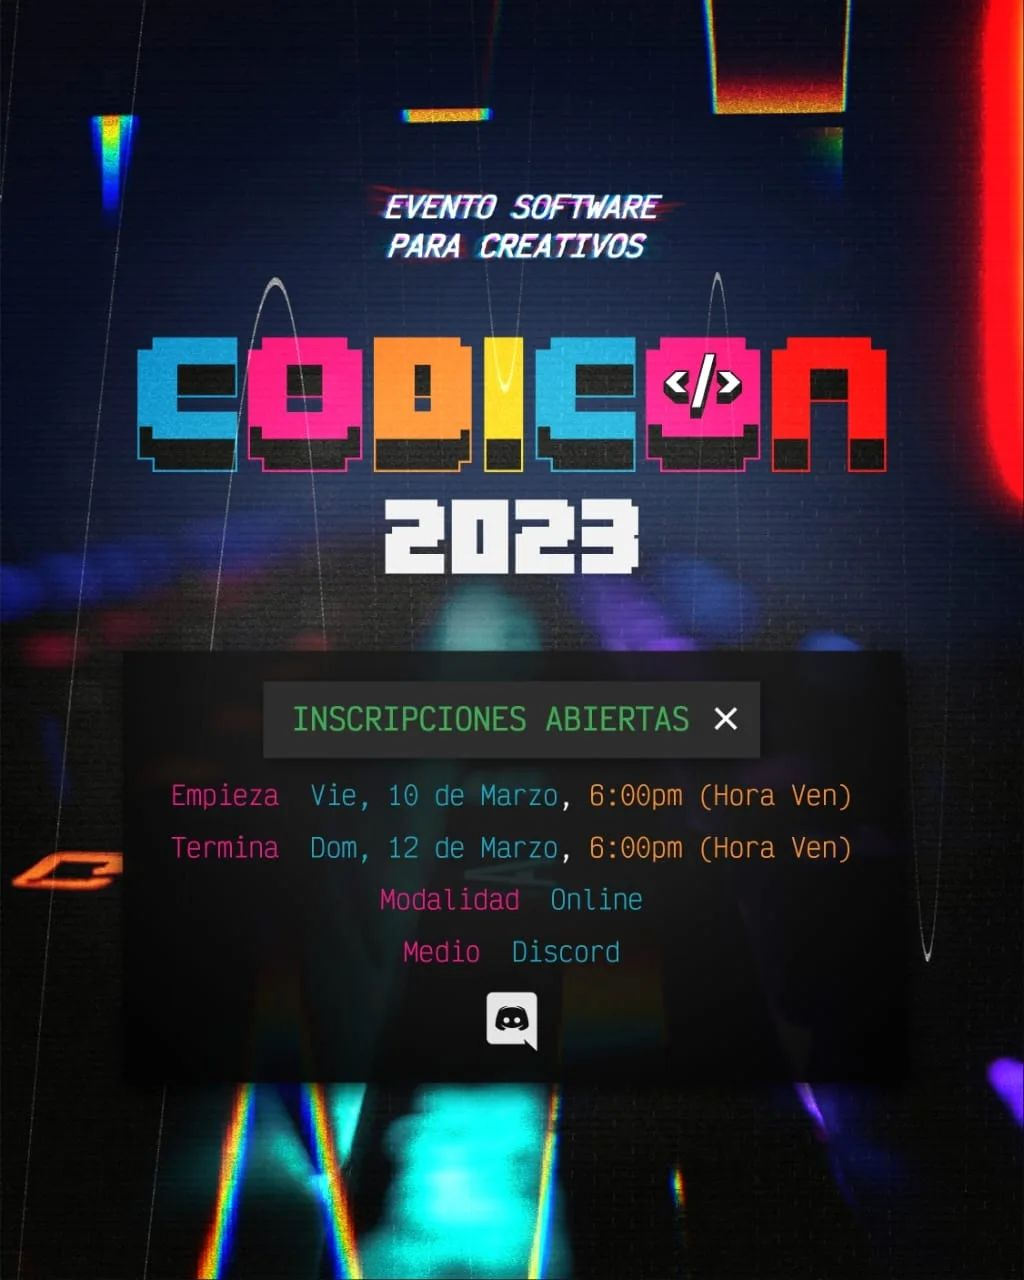 EVENTO SOFTWARE
PARA CREATIVOS
CODICON
</>
2023
INSCRIPCIONES ABIERTAS ✕
Empieza Vie, 10 de Marzo, 6:00pm (Hora Ven)
Termina Dom, 12 de Marzo, 6:00pm (Hora Ven)
Modalidad Online
Medio Discord